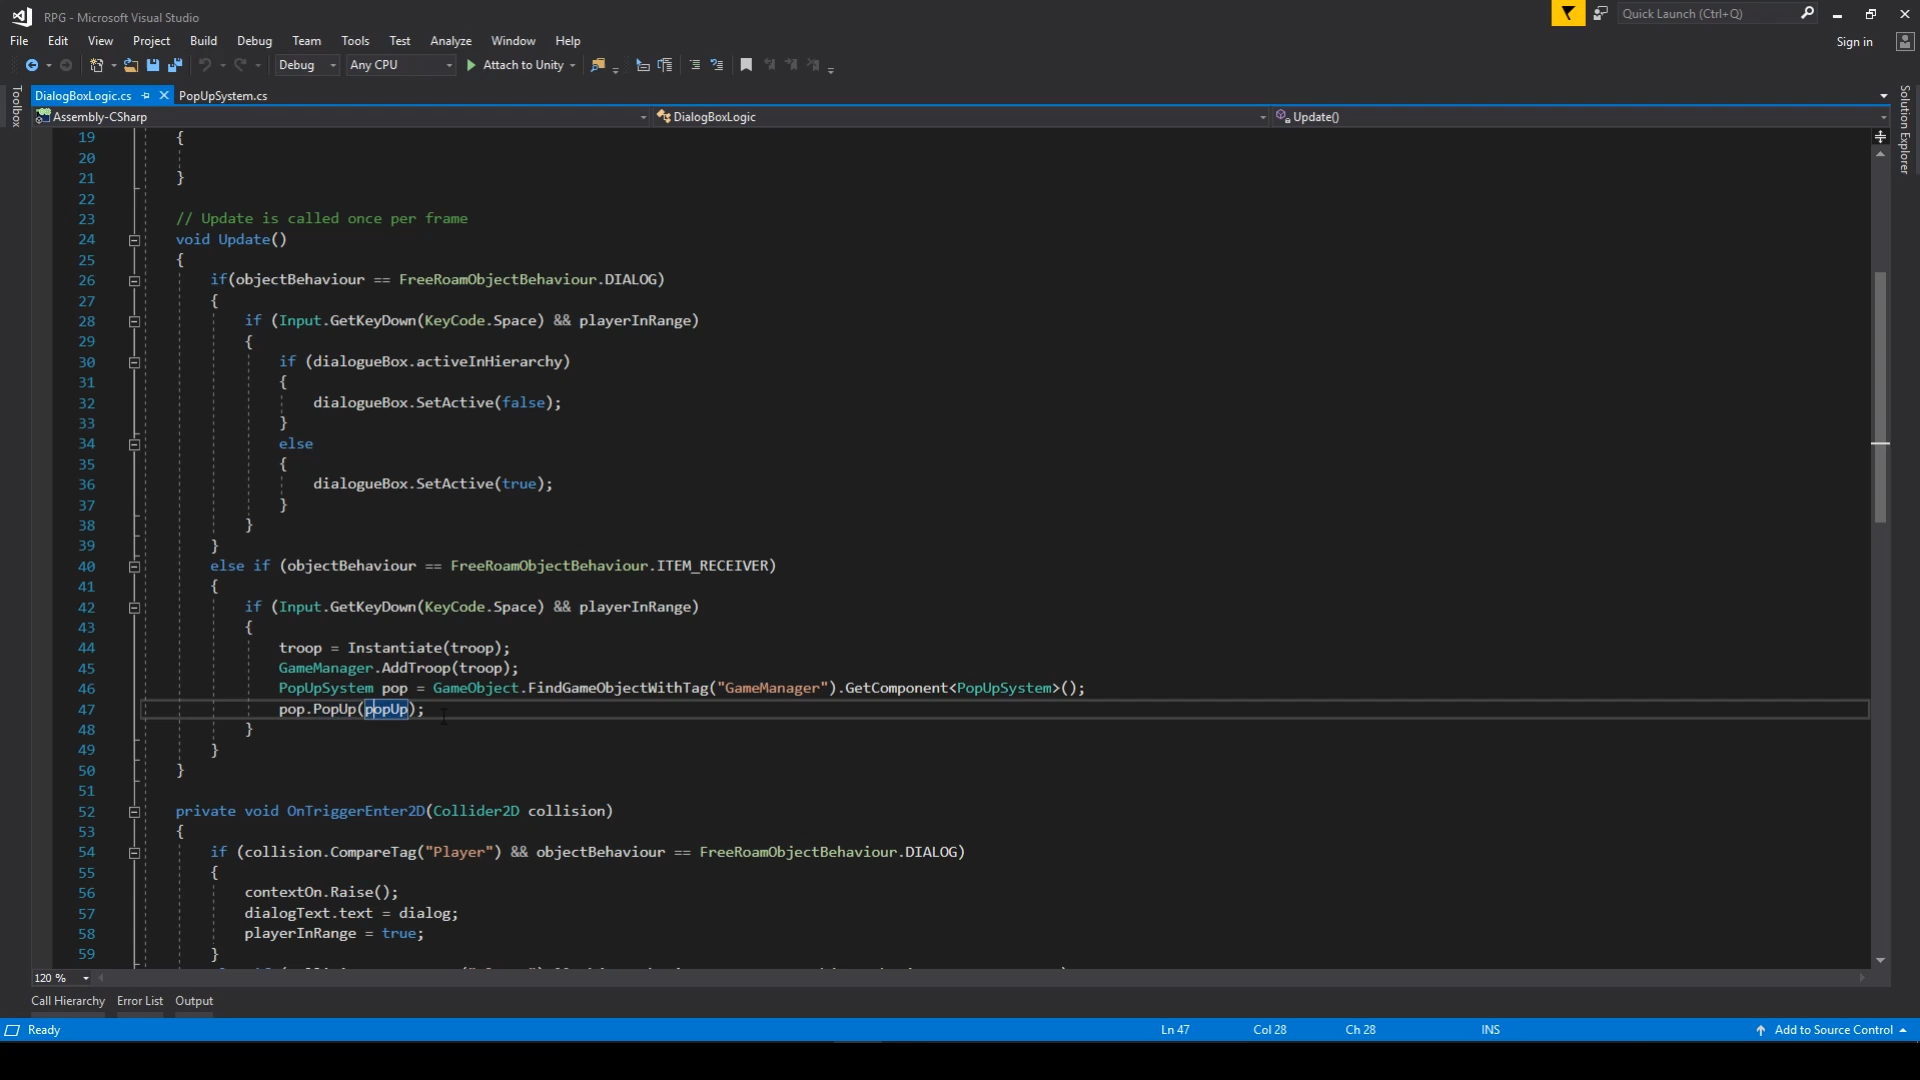 RPG - Microsoft Visual Studio
Quick Launch (Ctrl+Q)
File Edit View Project Build Debug Team Tools Test Analyze Window Help
Sign in
Debug Any CPU Attach to Unity
DialogBoxLogic.cs PopUpSystem.cs
Toolbox
Solution Explorer
Assembly-CSharp DialogBoxLogic Update()
19 {
20
21 }
22
23 // Update is called once per frame
24 void Update()
25 {
26 if(objectBehaviour == FreeRoamObjectBehaviour.DIALOG)
27 {
28 if (Input.GetKeyDown(KeyCode.Space) && playerInRange)
29 {
30 if (dialogueBox.activeInHierarchy)
31 {
32 dialogueBox.SetActive(false);
33 }
34 else
35 {
36 dialogueBox.SetActive(true);
37 }
38 }
39 }
40 else if (objectBehaviour == FreeRoamObjectBehaviour.ITEM_RECEIVER)
41 {
42 if (Input.GetKeyDown(KeyCode.Space) && playerInRange)
43 {
44 troop = Instantiate(troop);
45 GameManager.AddTroop(troop);
46 PopUpSystem pop = GameObject.FindGameObjectWithTag("GameManager").GetComponent<PopUpSystem>();
47 pop.PopUp(popUp);
48 }
49 }
50 }
51
52 private void OnTriggerEnter2D(Collider2D collision)
53 {
54 if (collision.CompareTag("Player") && objectBehaviour == FreeRoamObjectBehaviour.DIALOG)
55 {
56 contextOn.Raise();
57 dialogText.text = dialog;
58 playerInRange = true;
59 }
120 %
Call Hierarchy Error List Output
Ready Ln 47 Col 28 Ch 28 INS Add to Source Control